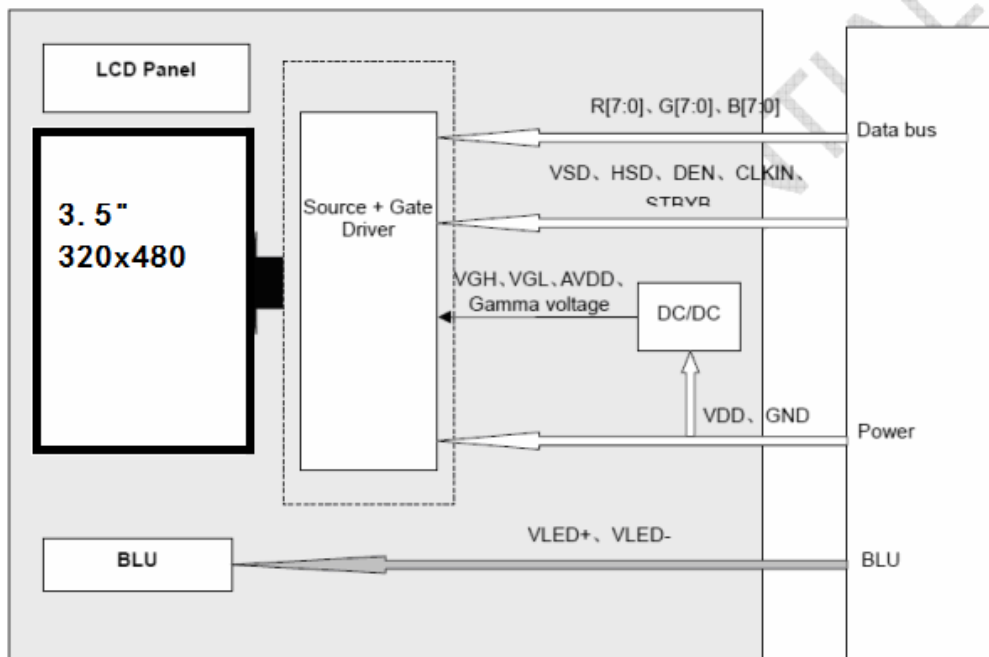 LCD Panel
R[7:0]、G[7:0]、B[7:0]
Data bus
VSD、HSD、DEN、CLKIN、
STBYB
3.5"
320x480
Source + Gate
Driver
VGH、VGL、AVDD、
Gamma voltage
DC/DC
VDD、GND
Power
VLED+、VLED-
BLU
BLU